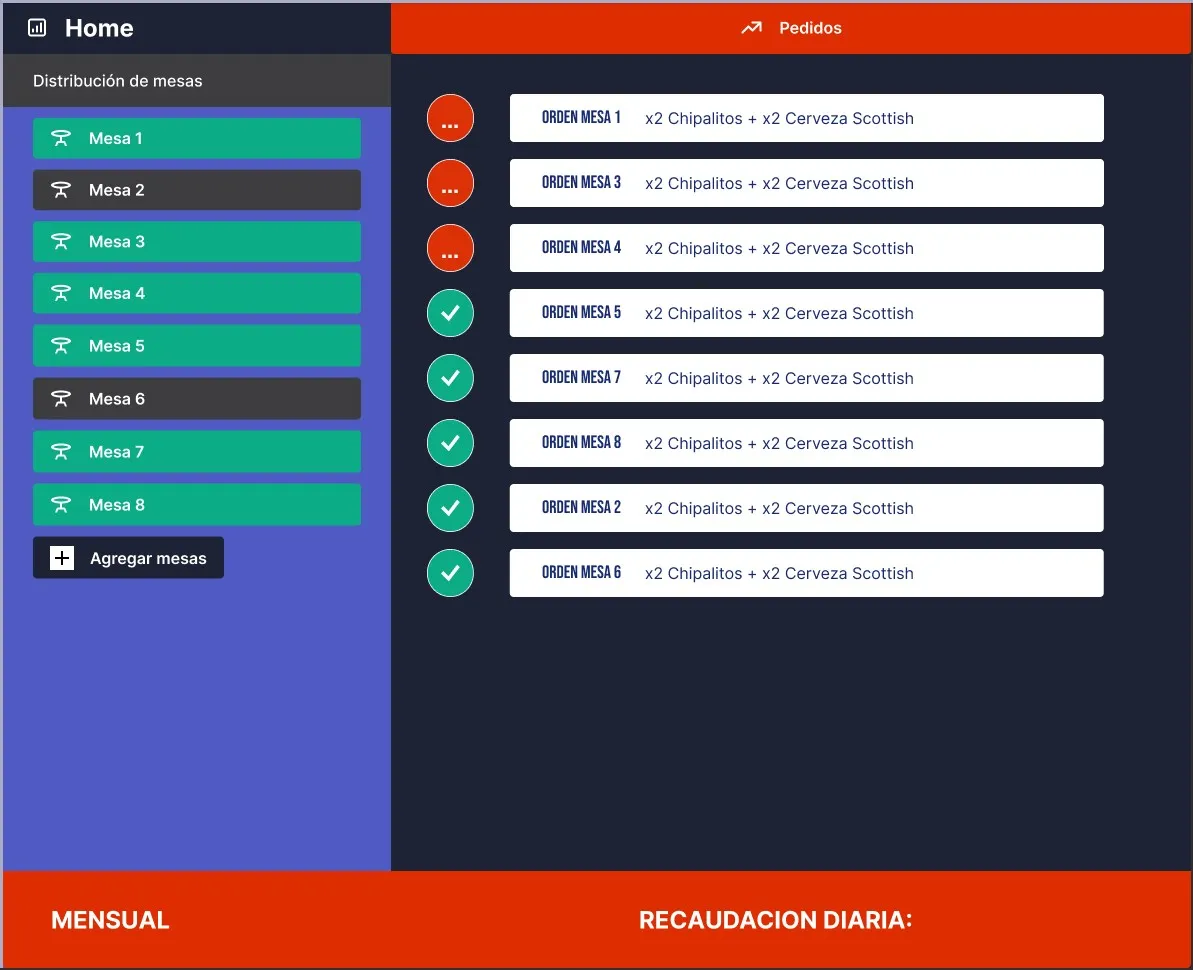 Home
Pedidos
Distribución de mesas
Mesa 1
Mesa 2
Mesa 3
Mesa 4
Mesa 5
Mesa 6
Mesa 7
Mesa 8
Agregar mesas
... ORDEN MESA 1 x2 Chipalitos + x2 Cerveza Scottish
... ORDEN MESA 3 x2 Chipalitos + x2 Cerveza Scottish
... ORDEN MESA 4 x2 Chipalitos + x2 Cerveza Scottish
ORDEN MESA 5 x2 Chipalitos + x2 Cerveza Scottish
ORDEN MESA 7 x2 Chipalitos + x2 Cerveza Scottish
ORDEN MESA 8 x2 Chipalitos + x2 Cerveza Scottish
ORDEN MESA 2 x2 Chipalitos + x2 Cerveza Scottish
ORDEN MESA 6 x2 Chipalitos + x2 Cerveza Scottish
MENSUAL
RECAUDACION DIARIA: